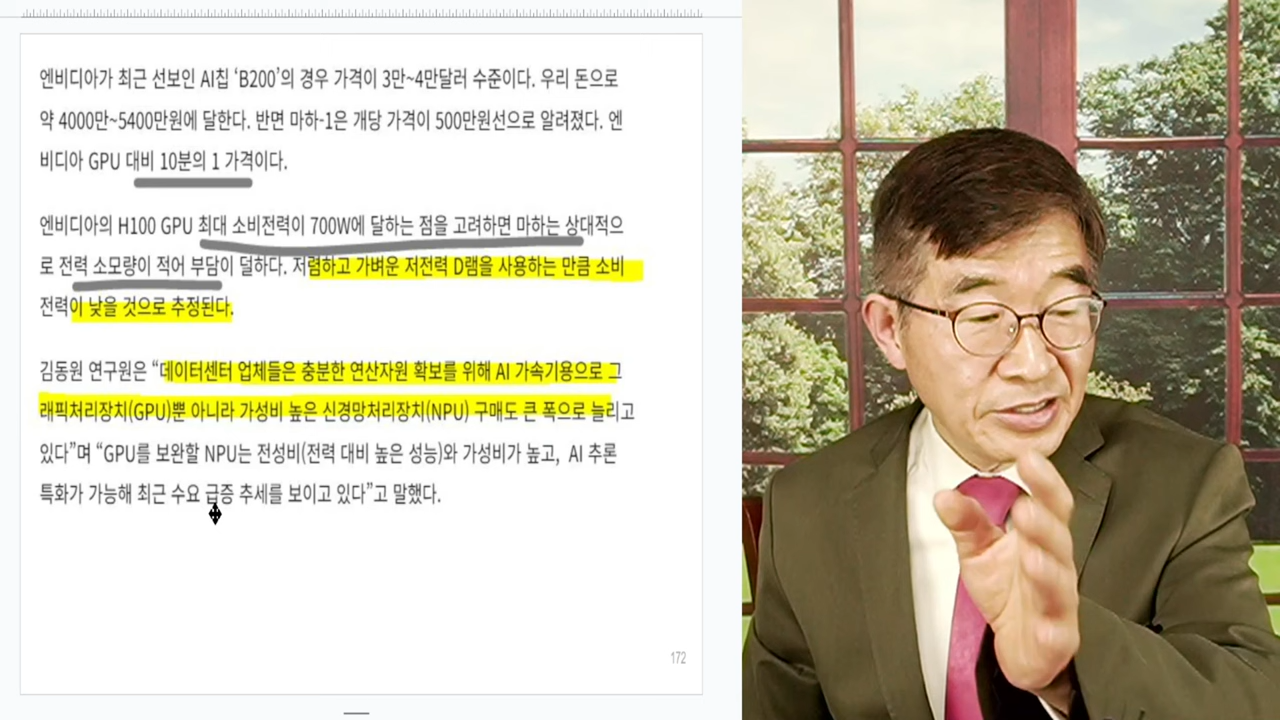 엔비디아가 최근 선보인 AI칩 ‘B200’의 경우 가격이 3만~4만달러 수준이다. 우리 돈으로
약 4000만~5400만원에 달한다. 반면 마하-1은 개당 가격이 500만원선으로 알려졌다. 엔
비디아 GPU 대비 10분의 1 가격이다.
엔비디아의 H100 GPU 최대 소비전력이 700W에 달하는 점을 고려하면 마하는 상대적으
로 전력 소모량이 적어 부담이 덜하다. 저렴하고 가벼운 저전력 D램을 사용하는 만큼 소비
전력이 낮을 것으로 추정된다.
김동원 연구원은 “데이터센터 업체들은 충분한 연산자원 확보를 위해 AI 가속기용으로 그
래픽처리장치(GPU)뿐 아니라 가성비 높은 신경망처리장치(NPU) 구매도 큰 폭으로 늘리고
있다”며 “GPU를 보완할 NPU는 전성비(전력 대비 높은 성능)와 가성비가 높고, AI 추론
특화가 가능해 최근 수요 급증 추세를 보이고 있다”고 말했다.
172